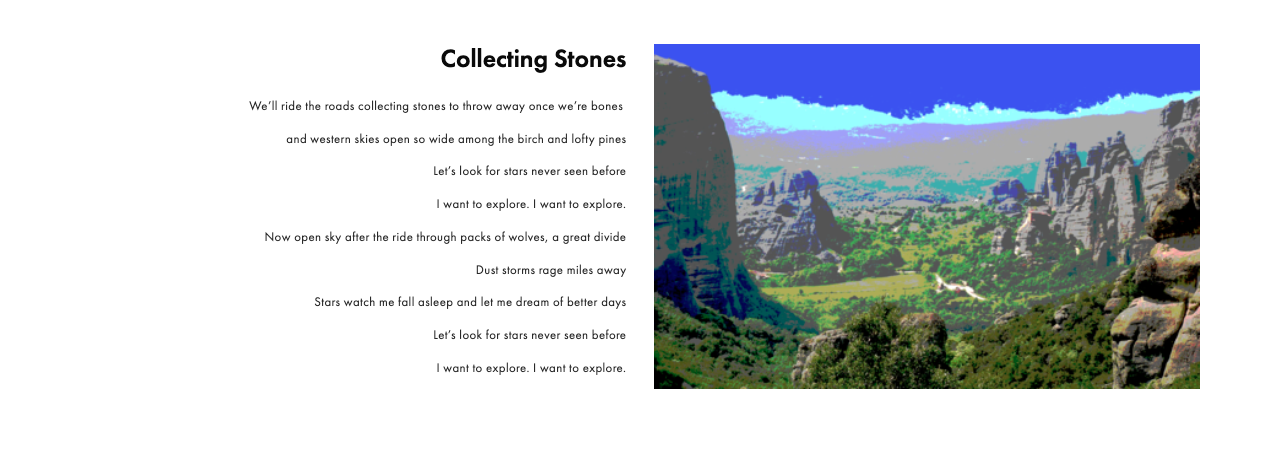 Collecting Stones
We’ll ride the roads collecting stones to throw away once we’re bones
and western skies open so wide among the birch and lofty pines
Let’s look for stars never seen before
I want to explore. I want to explore.
Now open sky after the ride through packs of wolves, a great divide
Dust storms rage miles away
Stars watch me fall asleep and let me dream of better days
Let’s look for stars never seen before
I want to explore. I want to explore.